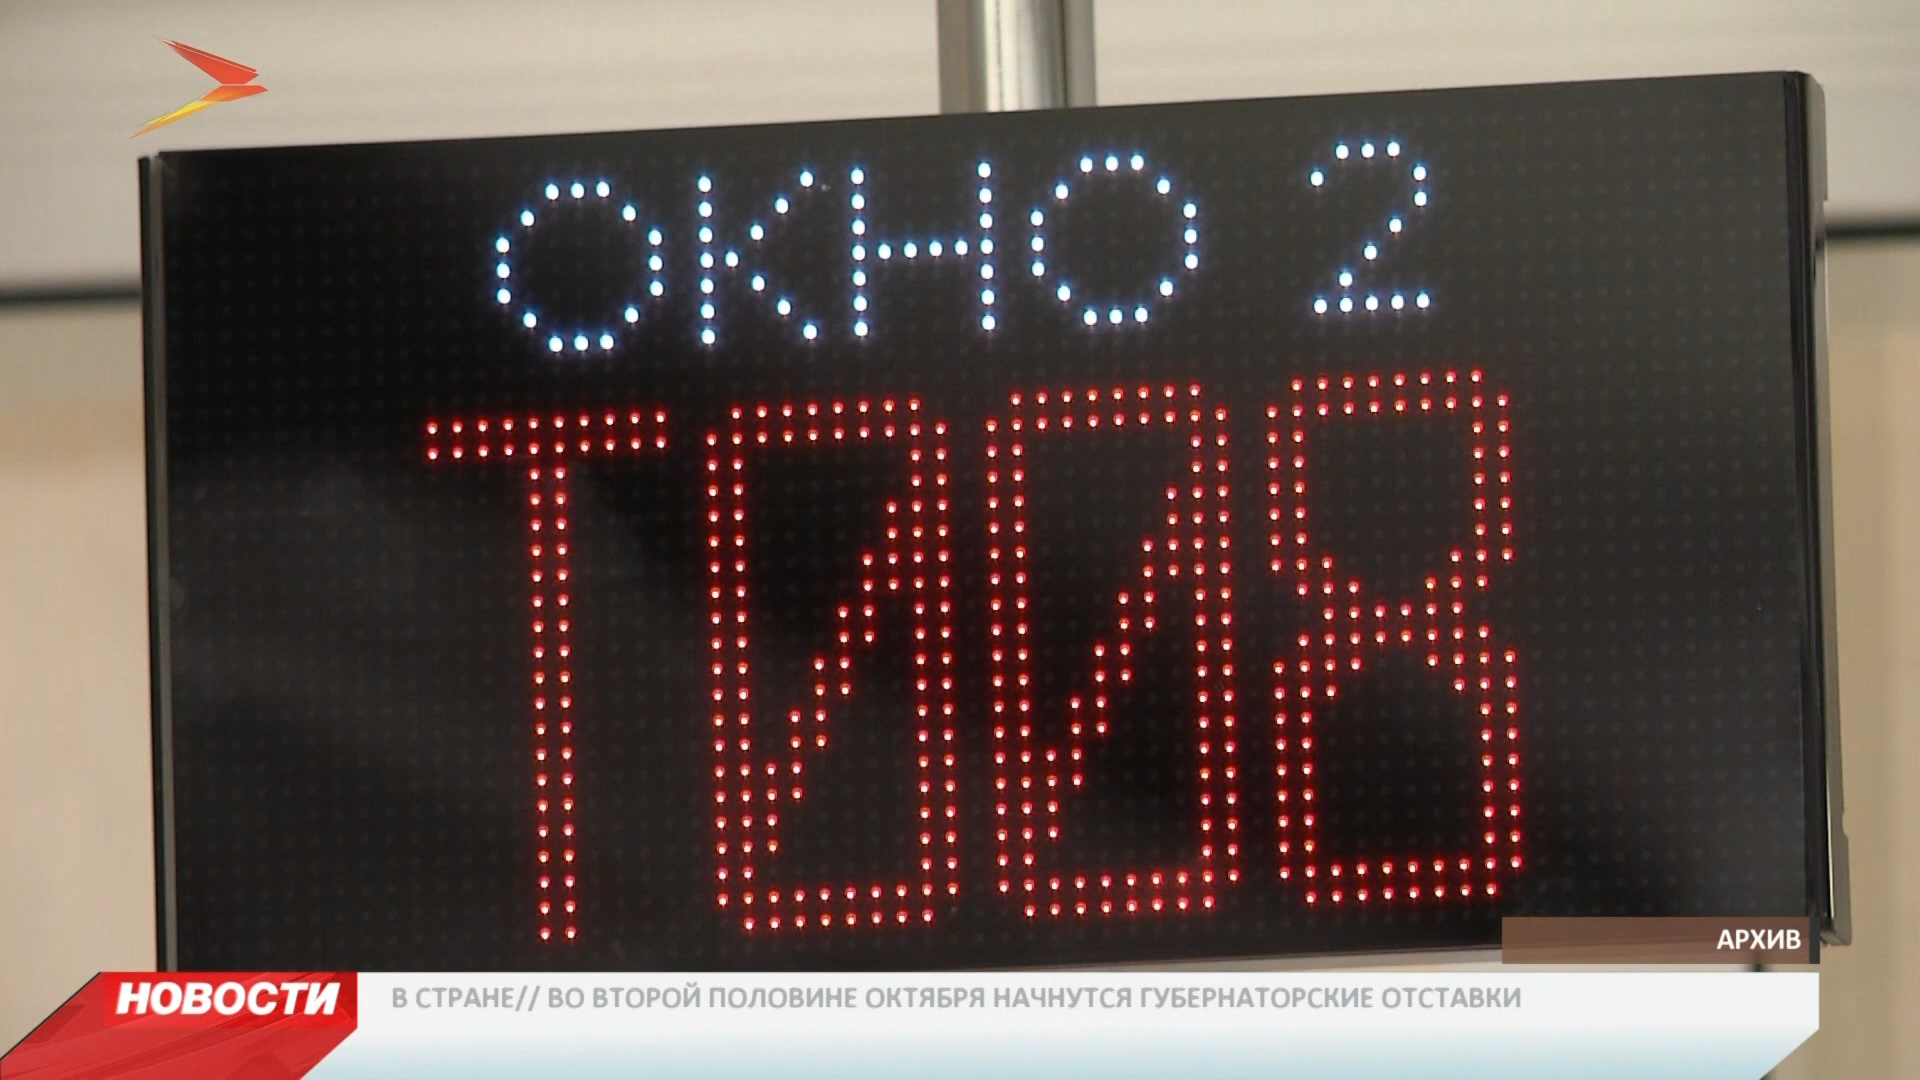 ОКНО 2
Т008
АРХИВ
НОВОСТИ
В СТРАНЕ// ВО ВТОРОЙ ПОЛОВИНЕ ОКТЯБРЯ НАЧНУТСЯ ГУБЕРНАТОРСКИЕ ОТСТАВКИ